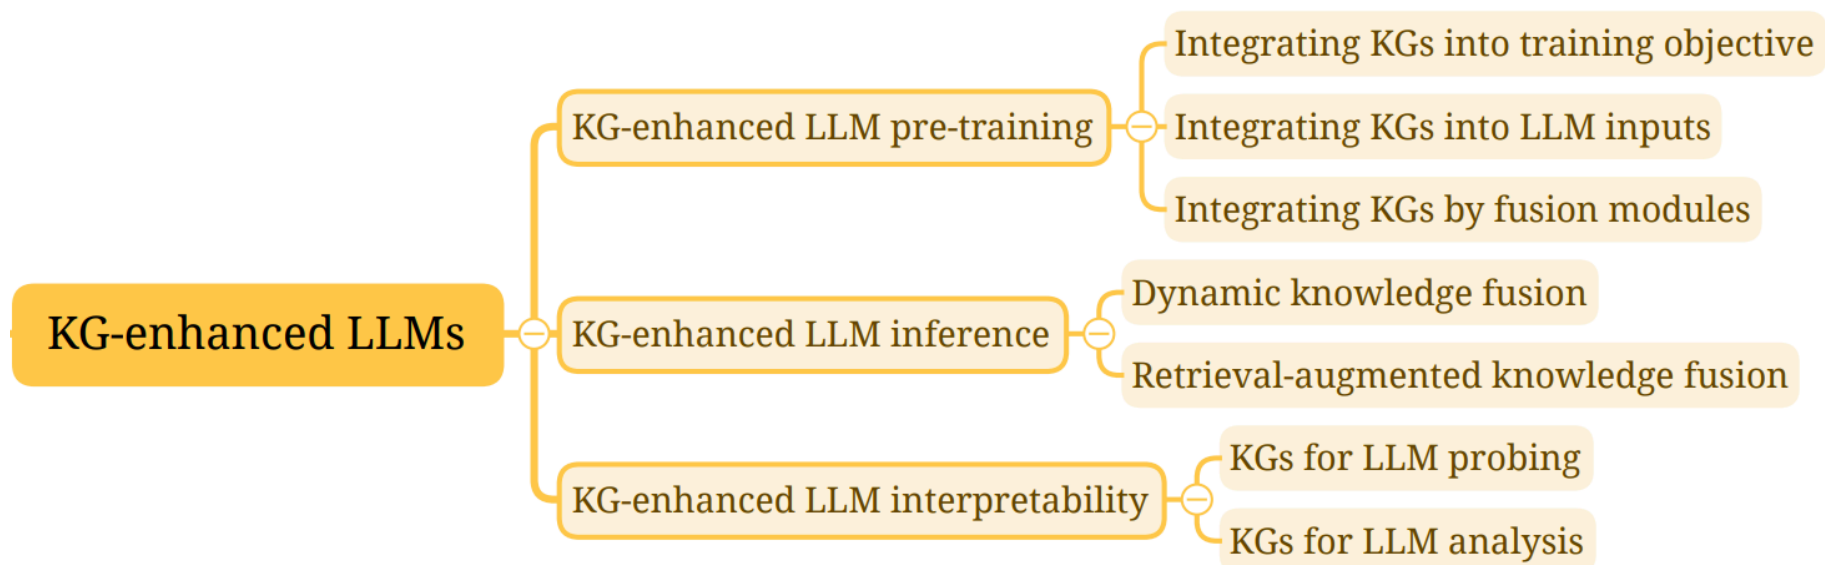 KG-enhanced LLMs
KG-enhanced LLM pre-training
Integrating KGs into training objective
Integrating KGs into LLM inputs
Integrating KGs by fusion modules
KG-enhanced LLM inference
Dynamic knowledge fusion
Retrieval-augmented knowledge fusion
KG-enhanced LLM interpretability
KGs for LLM probing
KGs for LLM analysis